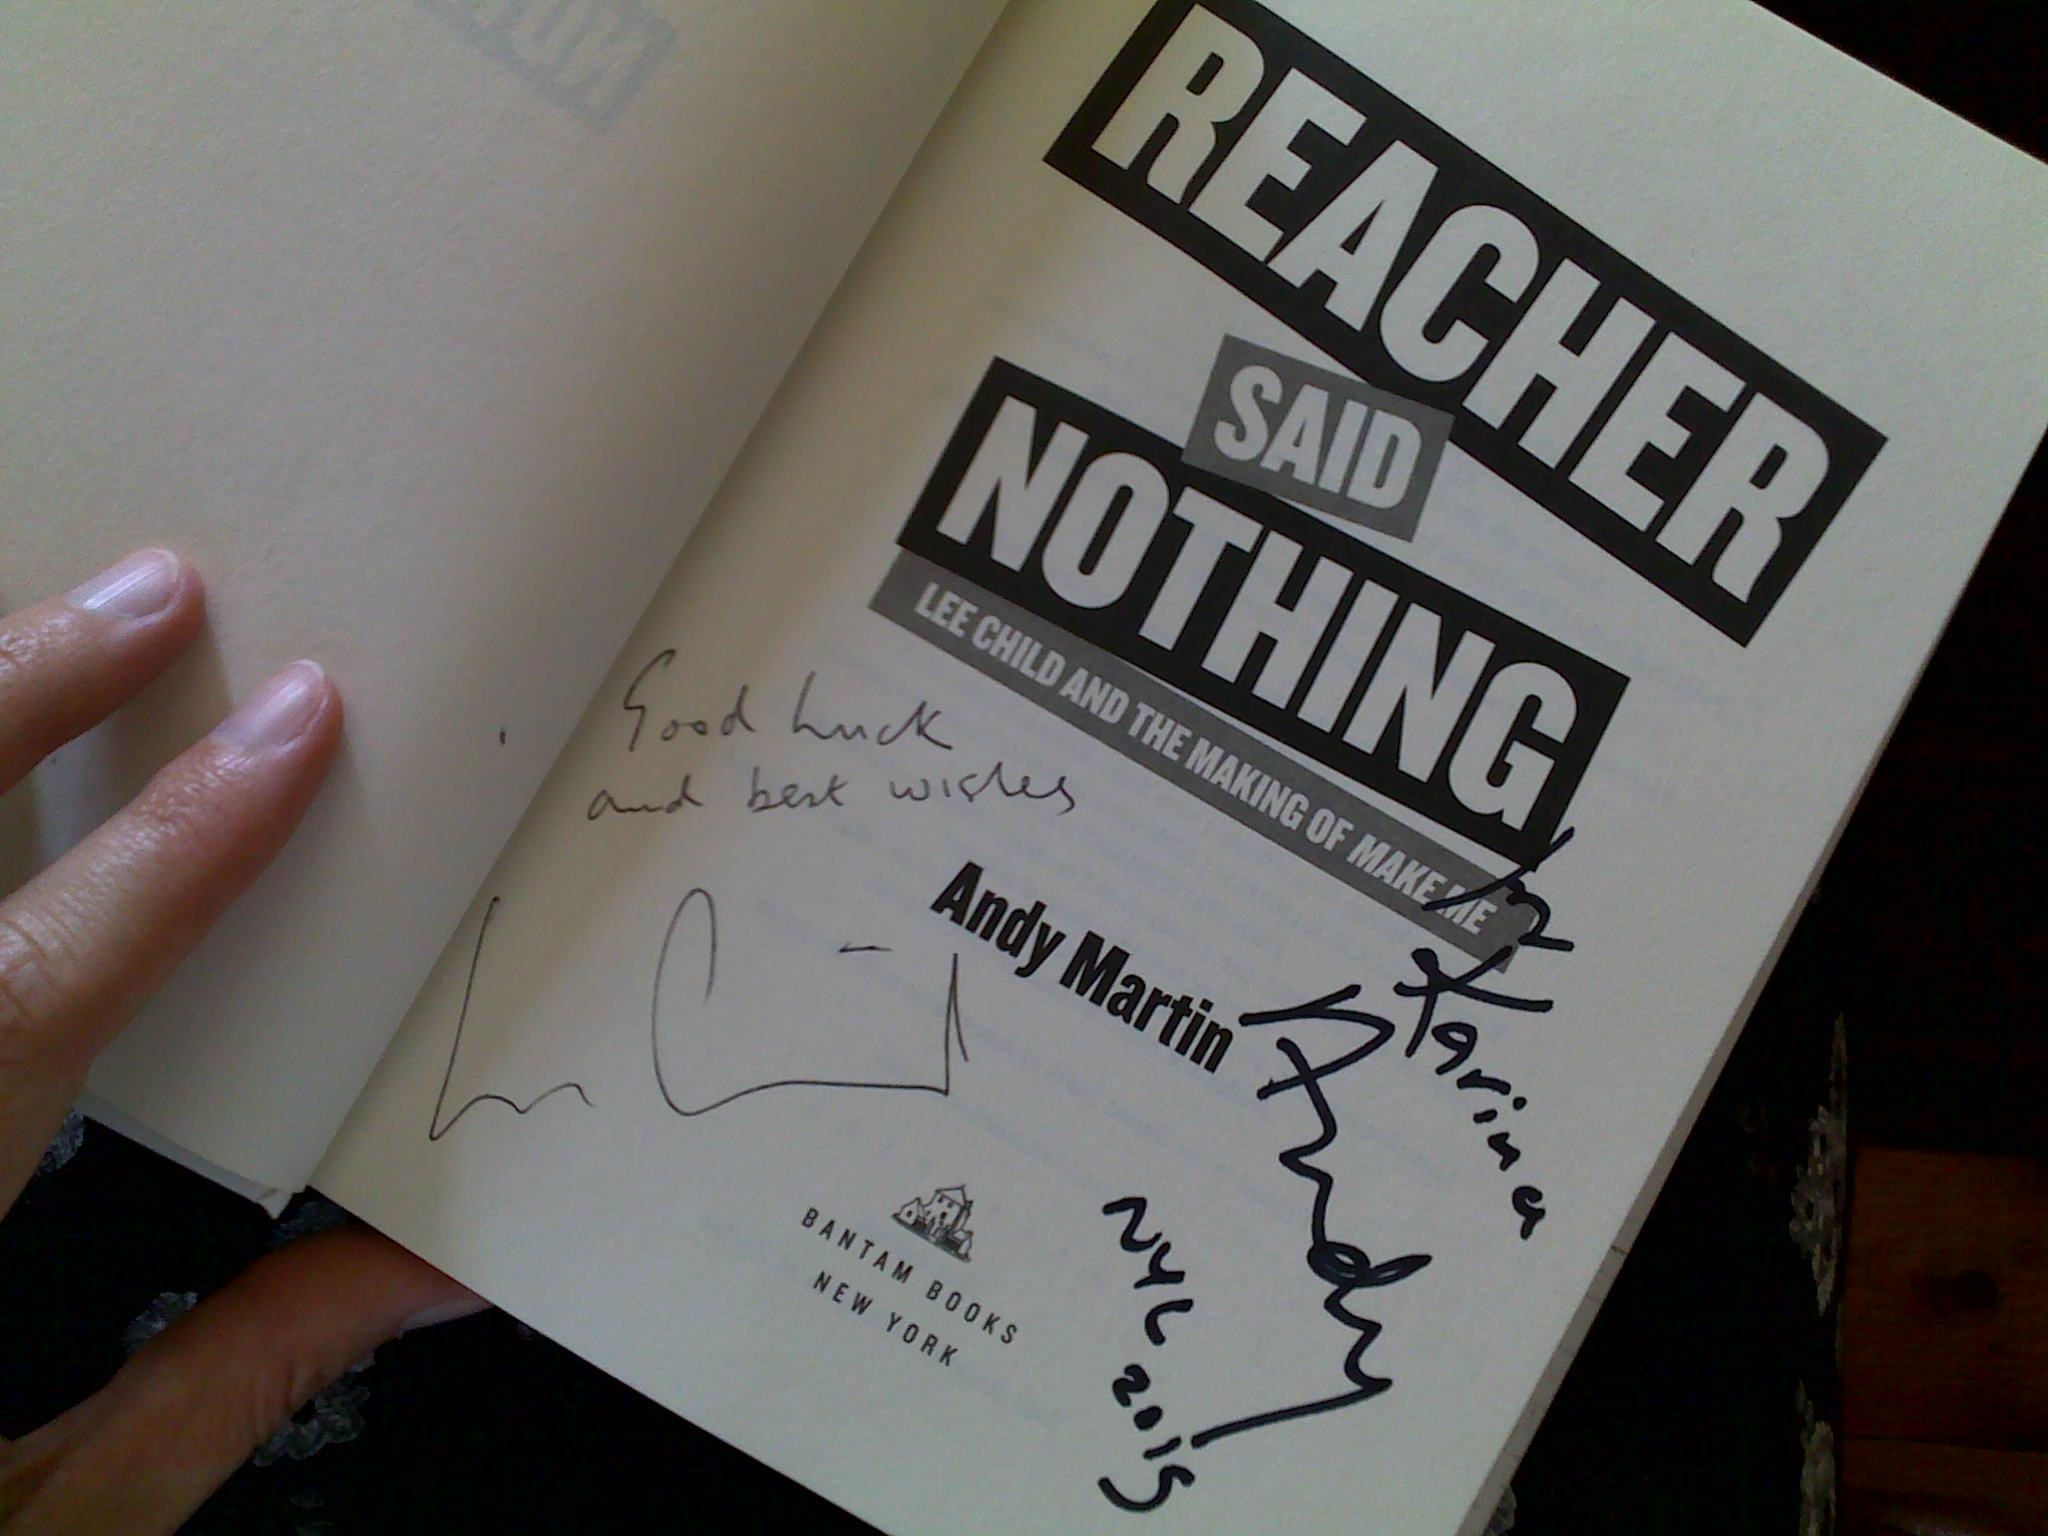 REACHER
SAID
NOTHING
LEE CHILD AND THE MAKING OF MAKE ME
Good luck
and best wishes
Andy Martin
for
Karina
Andy
NYC
2015
BANTAM BOOKS
NEW YORK